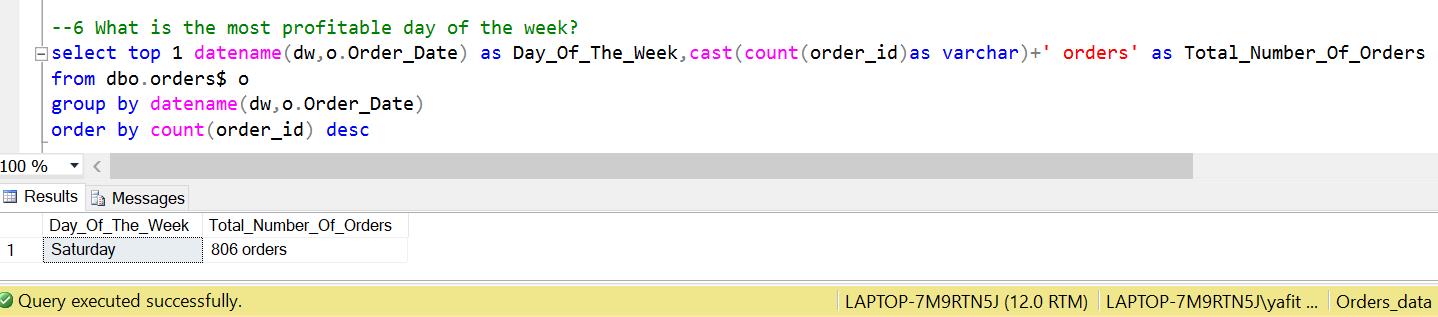 --6 What is the most profitable day of the week?
select top 1 datename(dw,o.Order_Date) as Day_Of_The_Week,cast(count(order_id)as varchar)+' orders' as Total_Number_Of_Orders
from dbo.orders$ o
group by datename(dw,o.Order_Date)
order by count(order_id) desc
100 %
Results Messages
Day_Of_The_Week Total_Number_Of_Orders
1 Saturday 806 orders
Query executed successfully. LAPTOP-7M9RTN5J (12.0 RTM) LAPTOP-7M9RTN5J\yafit ... Orders_data